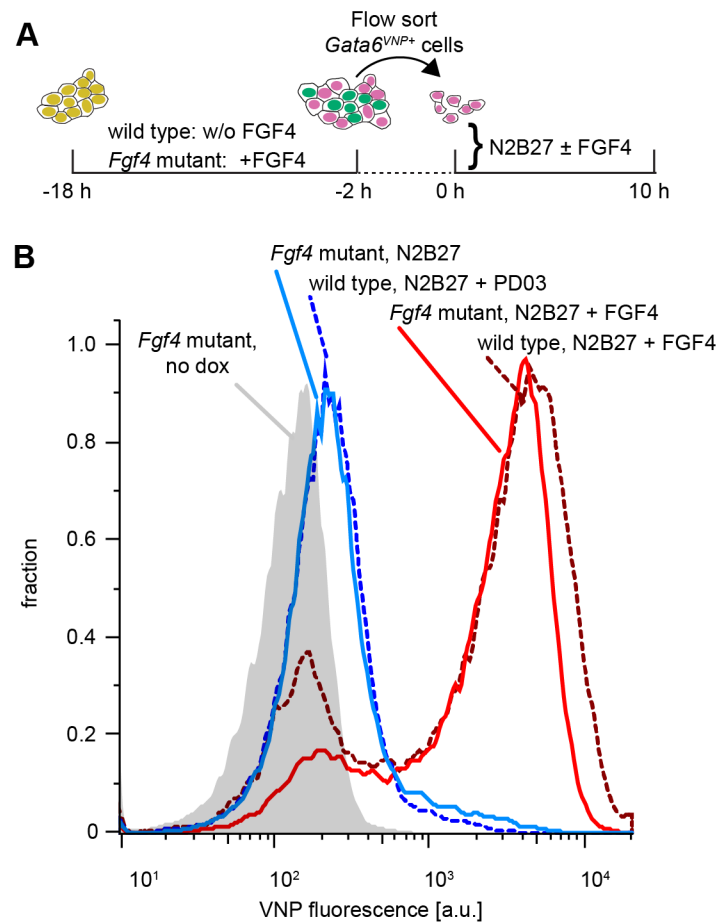 A
Flow sort
Gata6VNP+ cells
wild type: w/o FGF4
Fgf4 mutant: +FGF4
} N2B27 ± FGF4
-18 h
-2 h
0 h
10 h
B
Fgf4 mutant, N2B27
wild type, N2B27 + PD03
Fgf4 mutant, N2B27 + FGF4
wild type, N2B27 + FGF4
Fgf4 mutant,
no dox
1.0
0.8
0.6
0.4
0.2
0
fraction
10¹
10²
10³
10⁴
VNP fluorescence [a.u.]